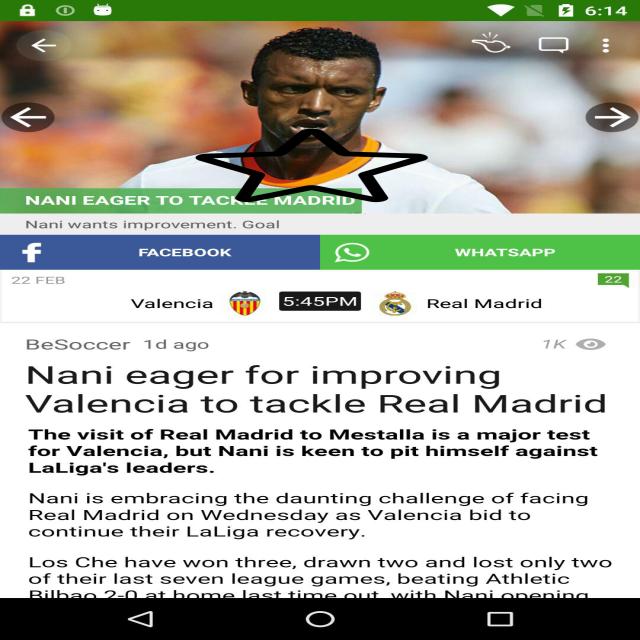 6:14
NANI EAGER TO TACKLE MADRID
Nani wants improvement. Goal
f FACEBOOK WHATSAPP
22 FEB 22
Valencia 5:45PM Real Madrid
BeSoccer 1d ago 1K
Nani eager for improving
Valencia to tackle Real Madrid
The visit of Real Madrid to Mestalla is a major test
for Valencia, but Nani is keen to pit himself against
LaLiga's leaders.
Nani is embracing the daunting challenge of facing
Real Madrid on Wednesday as Valencia bid to
continue their LaLiga recovery.
Los Che have won three, drawn two and lost only two
of their last seven league games, beating Athletic
Bilbao 2-0 at home last time out, with Nani opening